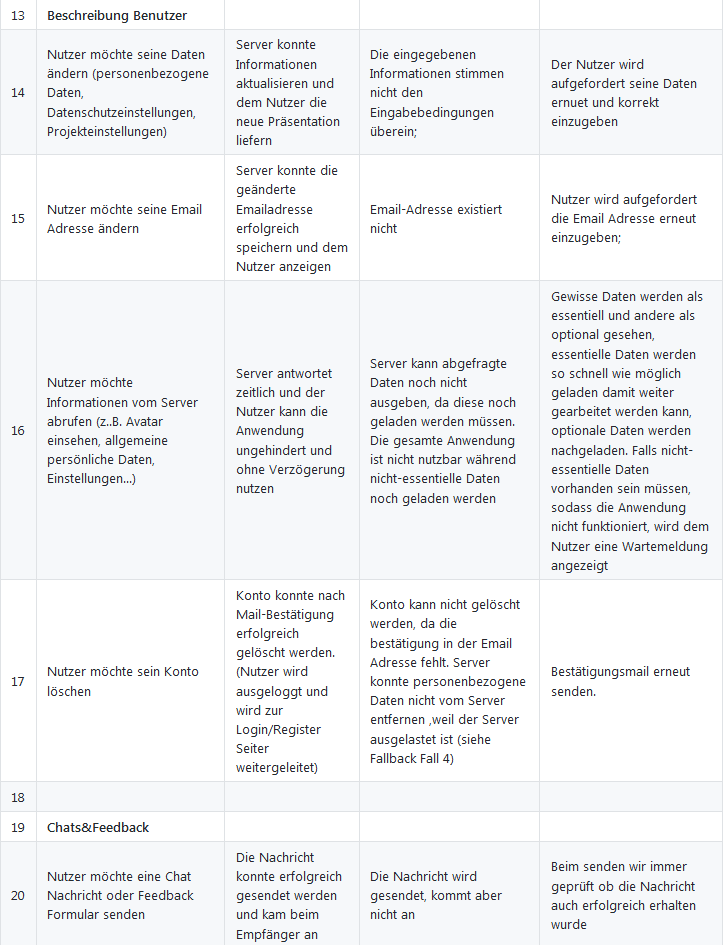 13
Beschreibung Benutzer
14
Nutzer möchte seine Daten
ändern (personenbezogene
Daten,
Datenschutzeinstellungen,
Projekteinstellungen)
Server konnte
Informationen
aktualisieren und
dem Nutzer die
neue Präsentation
liefern
Die eingegebenen
Informationen stimmen
nicht den
Eingabebedingungen
überein;
Der Nutzer wird
aufgefordert seine Daten
ernuet und korrekt
einzugeben
15
Nutzer möchte seine Email
Adresse ändern
Server konnte die
geänderte
Emailadresse
erfolgreich
speichern und dem
Nutzer anzeigen
Email-Adresse existiert
nicht
Nutzer wird aufgefordert
die Email Adresse erneut
einzugeben;
16
Nutzer möchte
Informationen vom Server
abrufen (z..B. Avatar
einsehen, allgemeine
persönliche Daten,
Einstellungen...)
Server antwortet
zeitlich und der
Nutzer kann die
Anwendung
ungehindert und
ohne Verzögerung
nutzen
Server kann abgefragte
Daten noch nicht
ausgeben, da diese noch
geladen werden müssen.
Die gesamte Anwendung
ist nicht nutzbar während
nicht-essentielle Daten
noch geladen werden
Gewisse Daten werden als
essentiell und andere als
optional gesehen,
essentielle Daten werden
so schnell wie möglich
geladen damit weiter
gearbeitet werden kann,
optionale Daten werden
nachgeladen. Falls nicht-
essentielle Daten
vorhanden sein müssen,
sodass die Anwendung
nicht funktioniert, wird dem
Nutzer eine Wartemeldung
angezeigt
17
Nutzer möchte sein Konto
löschen
Konto konnte nach
Mail-Bestätigung
erfolgreich
gelöscht werden.
(Nutzer wird
ausgeloggt und
wird zur
Login/Register
Seiter
weitergeleitet)
Konto kann nicht gelöscht
werden, da die
bestätigung in der Email
Adresse fehlt. Server
konnte personenbezogene
Daten nicht vom Server
entfernen ,weil der Server
ausgelastet ist (siehe
Fallback Fall 4)
Bestätigungsmail erneut
senden.
18
19
Chats&Feedback
20
Nutzer möchte eine Chat
Nachricht oder Feedback
Formular senden
Die Nachricht
konnte erfolgreich
gesendet werden
und kam beim
Empfänger an
Die Nachricht wird
gesendet, kommt aber
nicht an
Beim senden wir immer
geprüft ob die Nachricht
auch erfolgreich erhalten
wurde